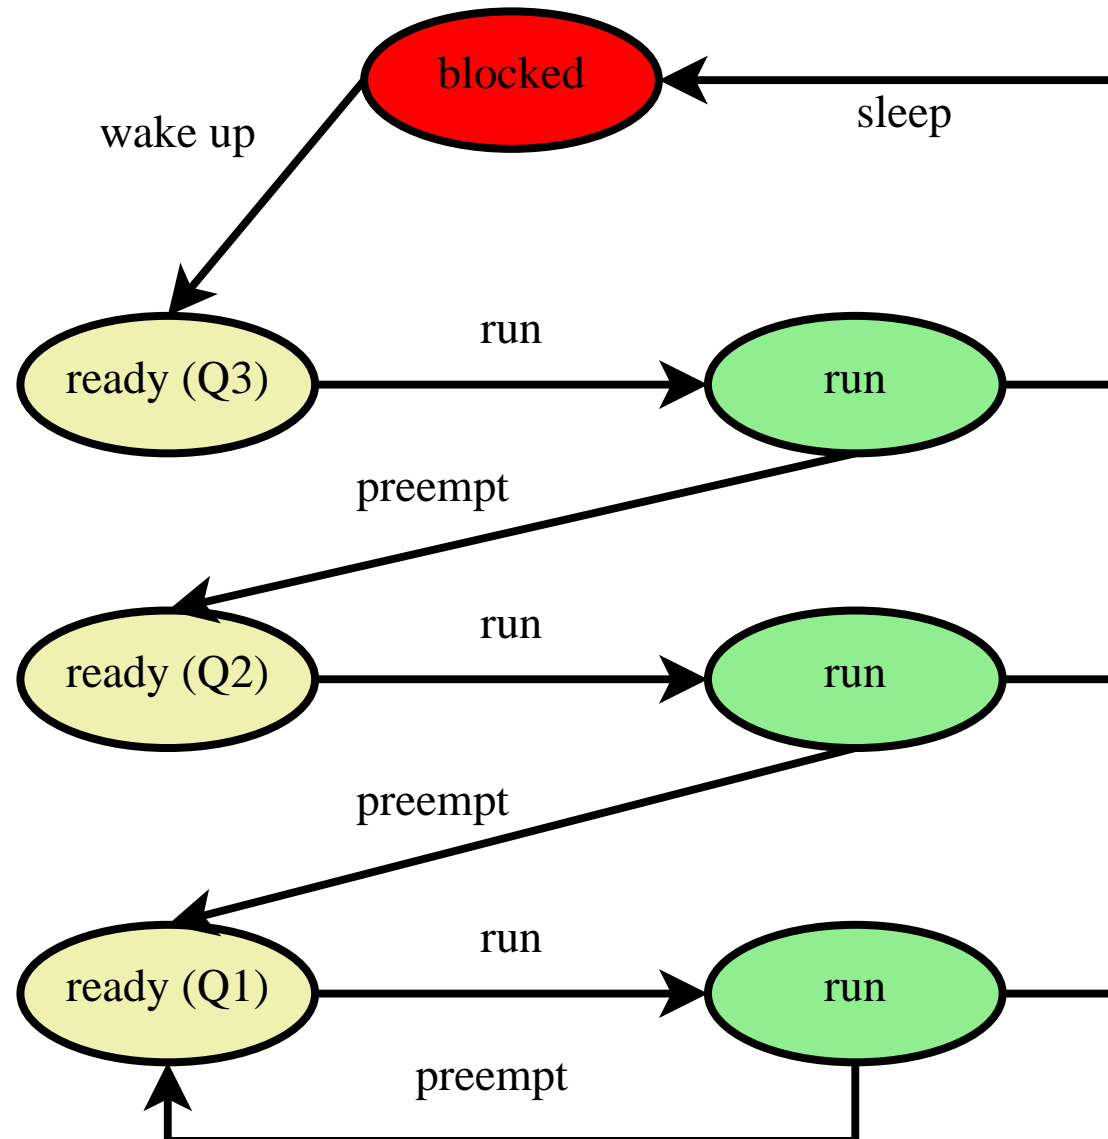 blocked
sleep
wake up
run
ready (Q3)
run
preempt
run
ready (Q2)
run
preempt
run
ready (Q1)
run
preempt